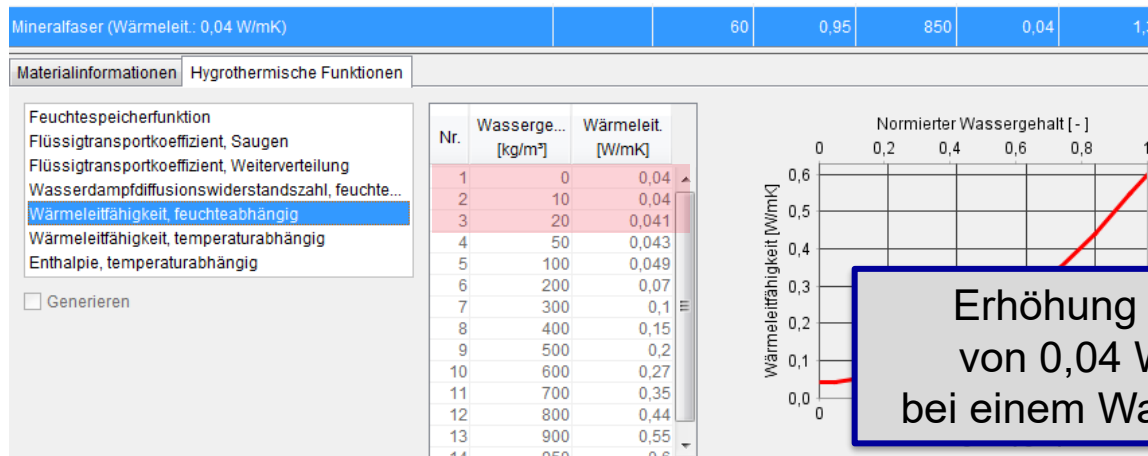 Mineralfaser (Wärmeleit.: 0,04 W/mK) 60 0,95 850 0,04
Materialinformationen Hygrothermische Funktionen
Feuchtespeicherfunktion
Flüssigtransportkoeffizient, Saugen
Flüssigtransportkoeffizient, Weiterverteilung
Wasserdampfdiffusionswiderstandszahl, feuchte...
Wärmeleitfähigkeit, feuchteabhängig
Wärmeleitfähigkeit, temperaturabhängig
Enthalpie, temperaturabhängig
Generieren
Nr. Wasserge... [kg/m³] Wärmeleit. [W/mK]
1 0 0,04
2 10 0,04
3 20 0,041
4 50 0,043
5 100 0,049
6 200 0,07
7 300 0,1
8 400 0,15
9 500 0,2
10 600 0,27
11 700 0,35
12 800 0,44
13 900 0,55
Normierter Wassergehalt [ - ]
0 0,2 0,4 0,6 0,8 1
Wärmeleitfähigkeit [W/mK]
0,6
0,5
0,4
0,3
0,2
0,1
0,0
0
Erhöhung
von 0,04
bei einem